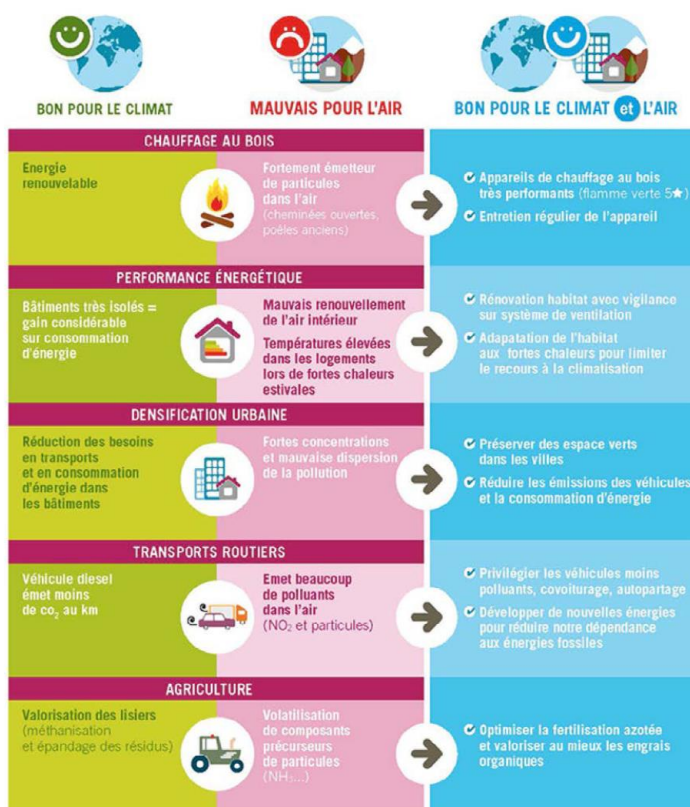 BON POUR LE CLIMAT
MAUVAIS POUR L'AIR
BON POUR LE CLIMAT et L'AIR
CHAUFFAGE AU BOIS
Energie
renouvelable
Fortement émetteur
de particules
dans l'air
(cheminées ouvertes,
poêles anciens)
Appareils de chauffage au bois
très performants (flamme verte 5★)
Entretien régulier de l'appareil
PERFORMANCE ÉNERGÉTIQUE
Bâtiments très isolés =
gain considérable
sur consommation
d'énergie
Mauvais renouvellement
de l'air intérieur
Températures élevées
dans les logements
lors de fortes chaleurs
estivales
Rénovation habitat avec vigilance
sur système de ventilation
Adapatation de l'habitat
aux fortes chaleurs pour limiter
le recours à la climatisation
DENSIFICATION URBAINE
Réduction des besoins
en transports
et en consommation
d'énergie dans
les bâtiments
Fortes concentrations
et mauvaise dispersion
de la pollution
Préserver des espace verts
dans les villes
Réduire les émissions des véhicules
et la consommation d'énergie
TRANSPORTS ROUTIERS
Véhicule diesel
émet moins
de co₂ au km
Emet beaucoup
de polluants
dans l'air
(NO₂ et particules)
Privilégier les véhicules moins
polluants, covoiturage, autopartage
Développer de nouvelles énergies
pour réduire notre dépendance
aux énergies fossiles
AGRICULTURE
Valorisation des lisiers
(méthanisation
et épandage des résidus)
Volatilisation
de composants
précurseurs
de particules
(NH₃...)
Optimiser la fertilisation azotée
et valoriser au mieux les engrais
organiques